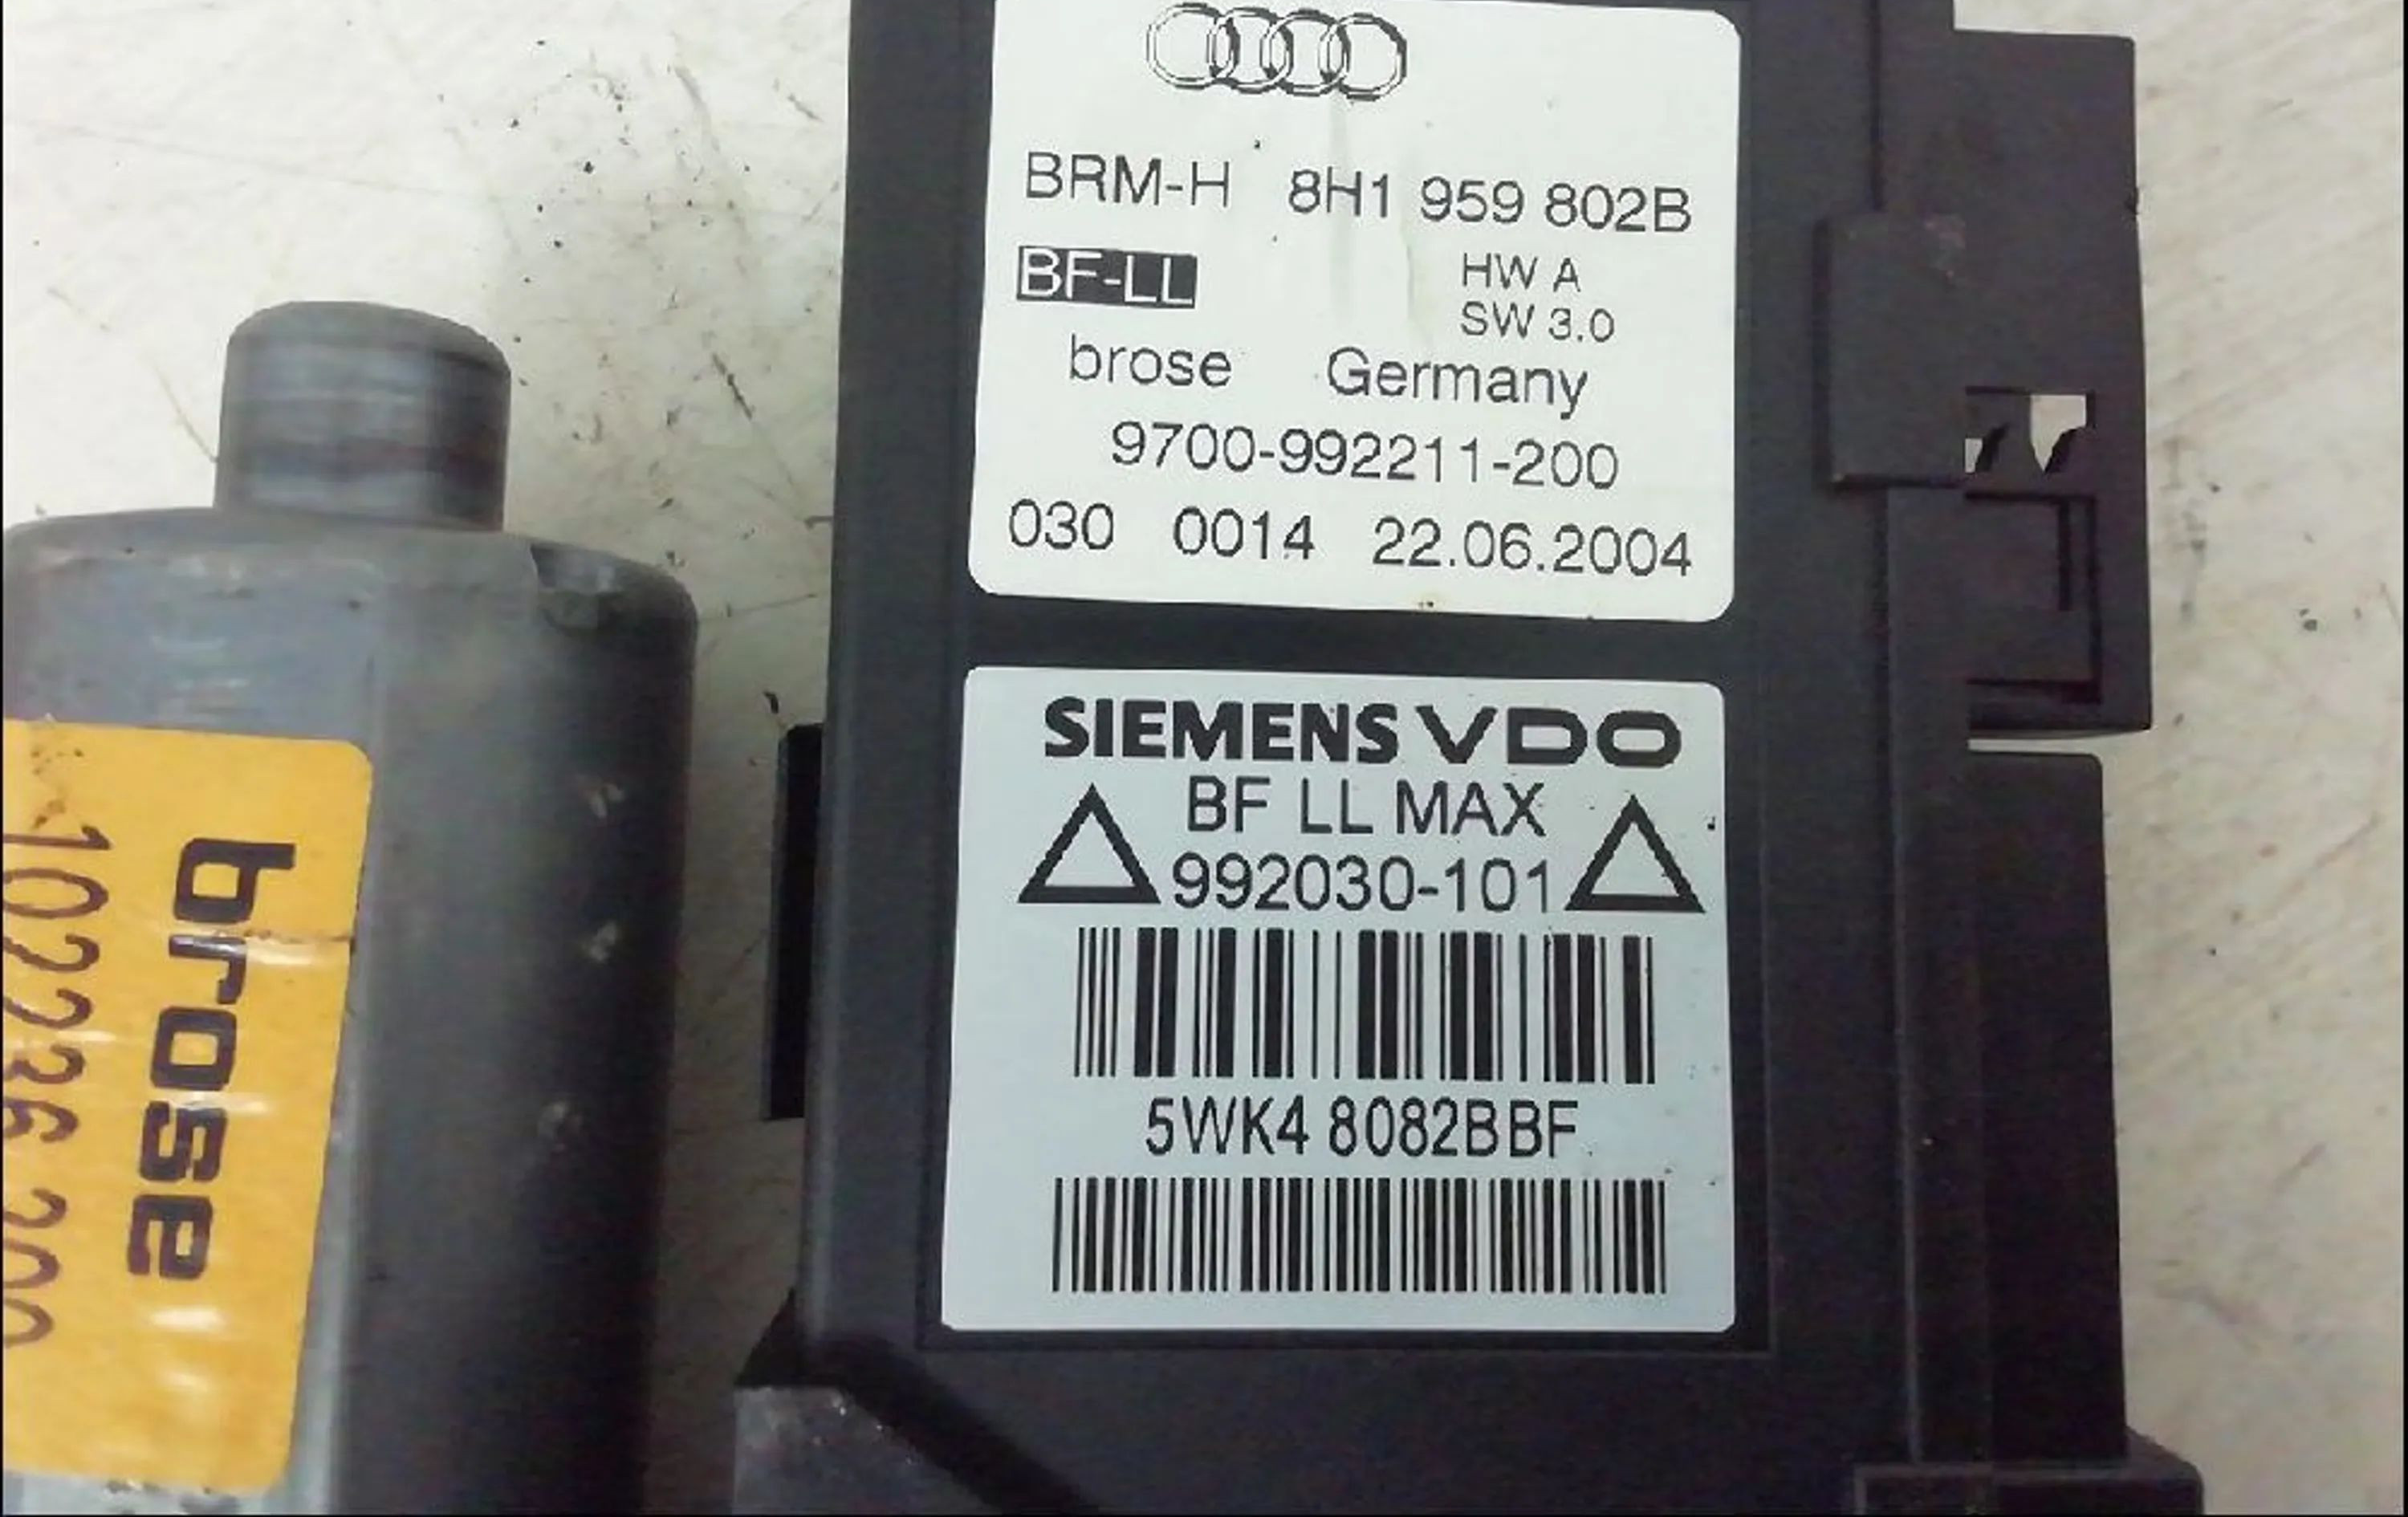 BRM-H 8H1 959 802B
BF-LL HW A
SW 3.0
brose Germany
9700-992211-200
030 0014 22.06.2004
SIEMENS VDO
BF LL MAX
992030-101
5WK4 8082BBF
brose